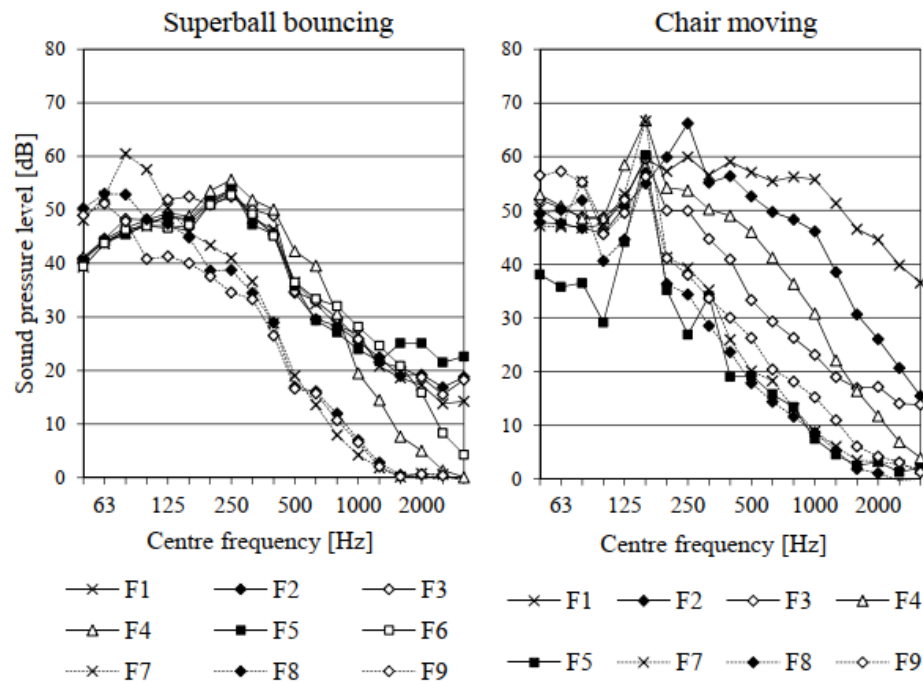 Superball bouncing
Sound pressure level [dB]
80
70
60
50
40
30
20
10
0
63 125 250 500 1000 2000
Centre frequency [Hz]
F1 F2 F3
F4 F5 F6
F7 F8 F9
Chair moving
80
70
60
50
40
30
20
10
0
63 125 250 500 1000 2000
Centre frequency [Hz]
F1 F2 F3 F4
F5 F7 F8 F9